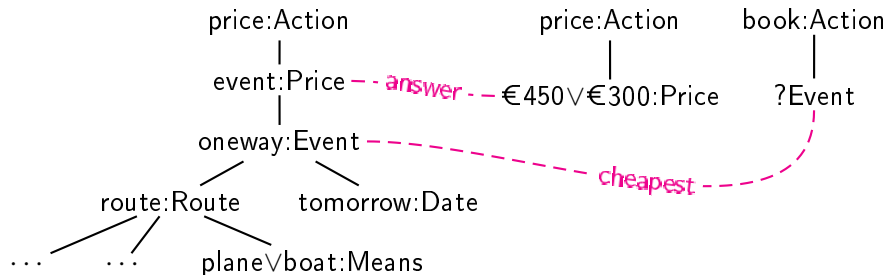 price:Action price:Action book:Action
event:Price answer €450∨€300:Price ?Event
oneway:Event cheapest
route:Route tomorrow:Date
... ... plane∨boat:Means